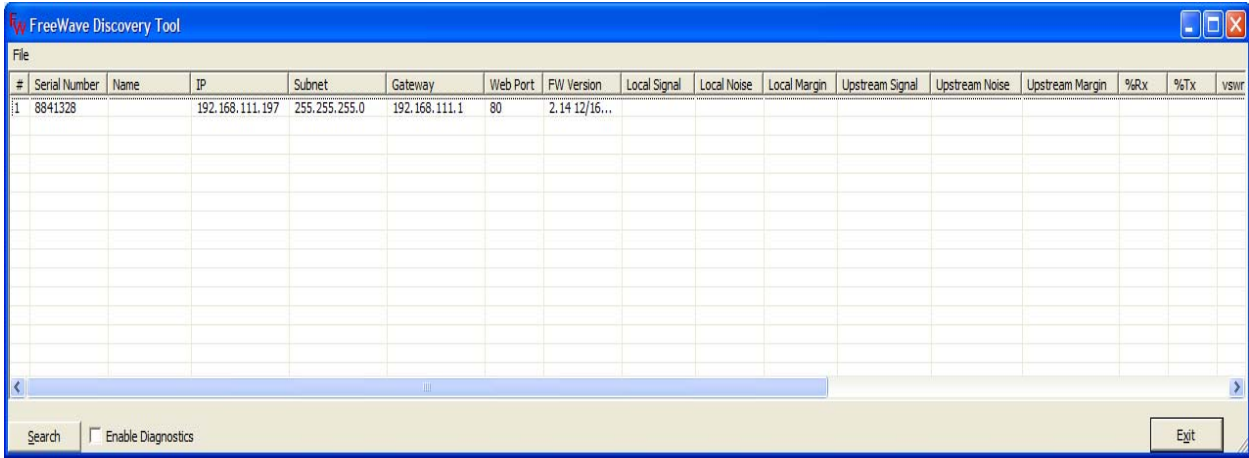 FW FreeWave Discovery Tool
File
# Serial Number Name IP Subnet Gateway Web Port FW Version Local Signal Local Noise Local Margin Upstream Signal Upstream Noise Upstream Margin %Rx %Tx vswr
1 8841328 192.168.111.197 255.255.255.0 192.168.111.1 80 2.14 12/16...
Search Enable Diagnostics Exit